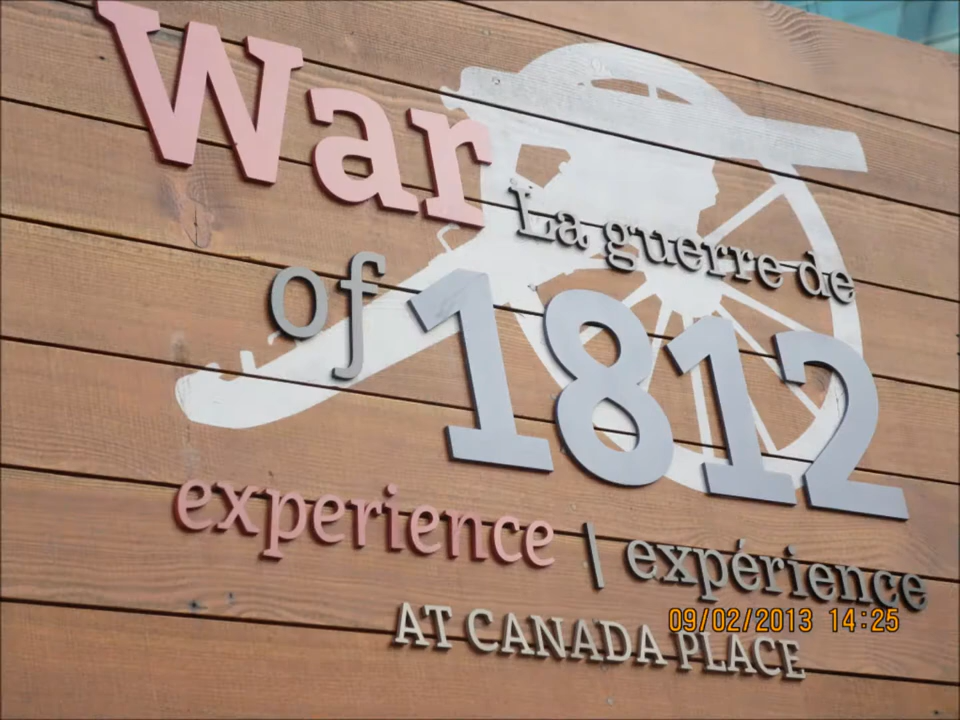 War
La guerre de
of 1812
experience | expérience
AT CANADA PLACE
09/02/2013 14:25